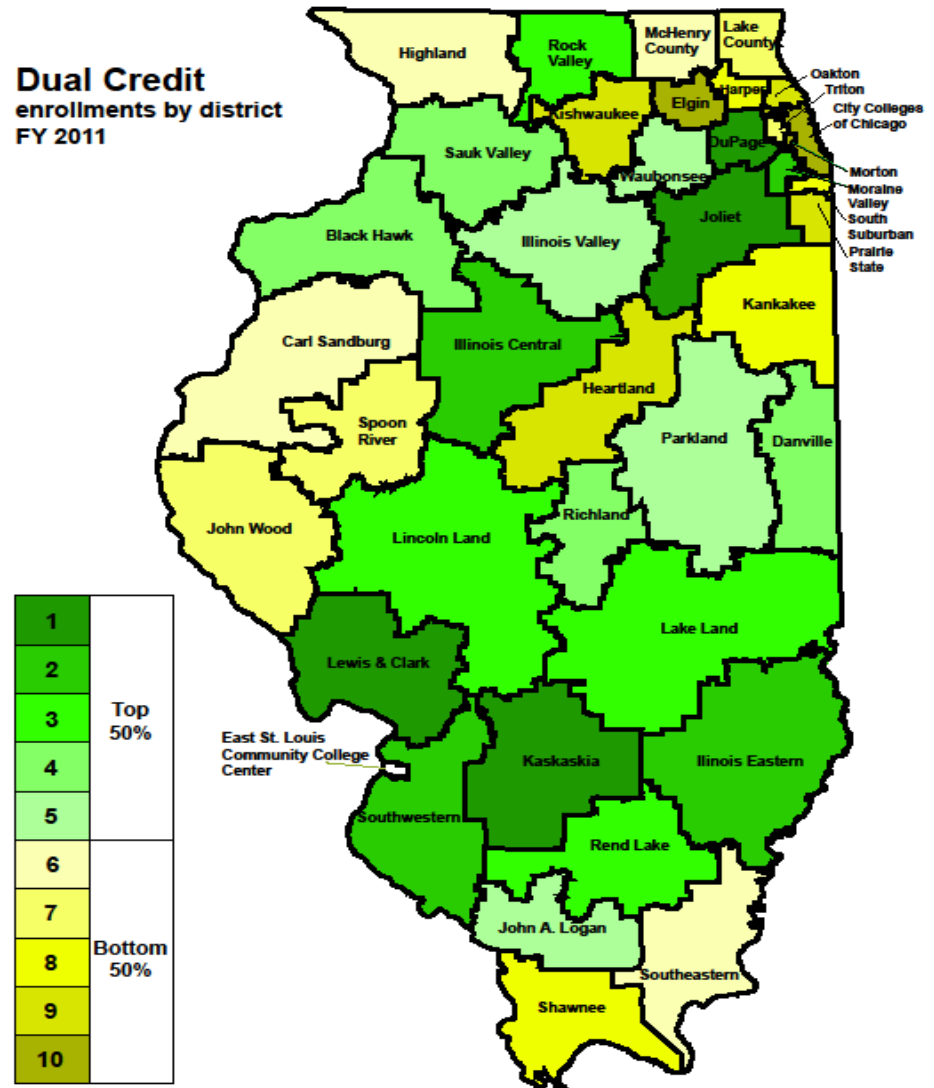 Dual Credit
enrollments by district
FY 2011
Highland
Rock
Valley
McHenry
County
Lake
County
Harper
Oakton
Triton
City Colleges
of Chicago
Kishwaukee
Elgin
DuPage
Sauk Valley
Waubonsee
Morton
Moraine
Valley
South
Suburban
Prairie
State
Joliet
Black Hawk
Illinois Valley
Kankakee
Carl Sandburg
Illinois Central
Heartland
Spoon
River
Parkland
Danville
John Wood
Richland
Lincoln Land
Lake Land
Lewis & Clark
East St. Louis
Community College
Center
Kaskaskia
Illinois Eastern
Southwestern
Rend Lake
John A. Logan
Southeastern
Shawnee
1
2
3
4
5
Top
50%
6
7
8
9
10
Bottom
50%